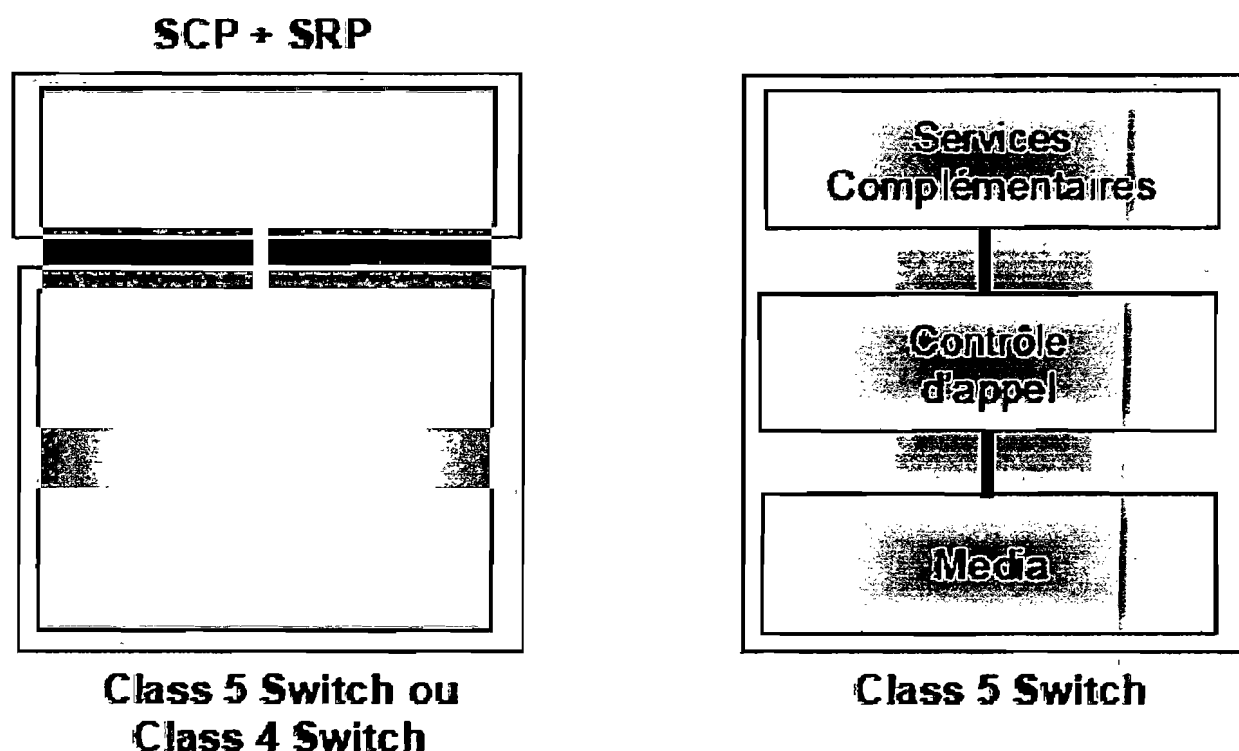 SCP + SRP
Services
Complémentaires
Contrôle
d'appel
Media
Class 5 Switch ou
Class 4 Switch
Class 5 Switch